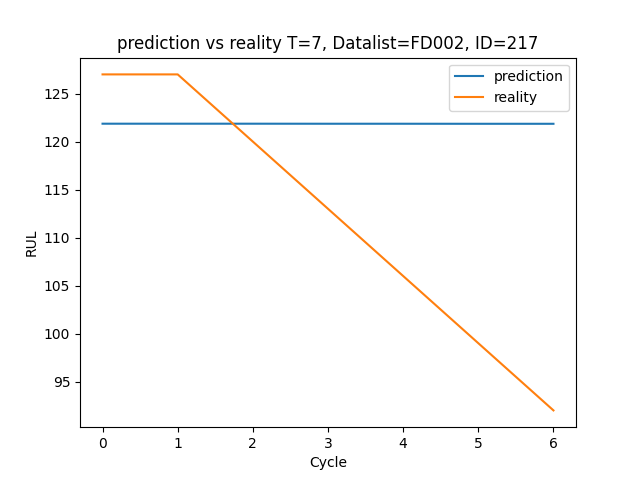 prediction vs reality T=7, Datalist=FD002, ID=217
prediction
reality
125
120
115
110
105
100
95
RUL
0 1 2 3 4 5 6
Cycle